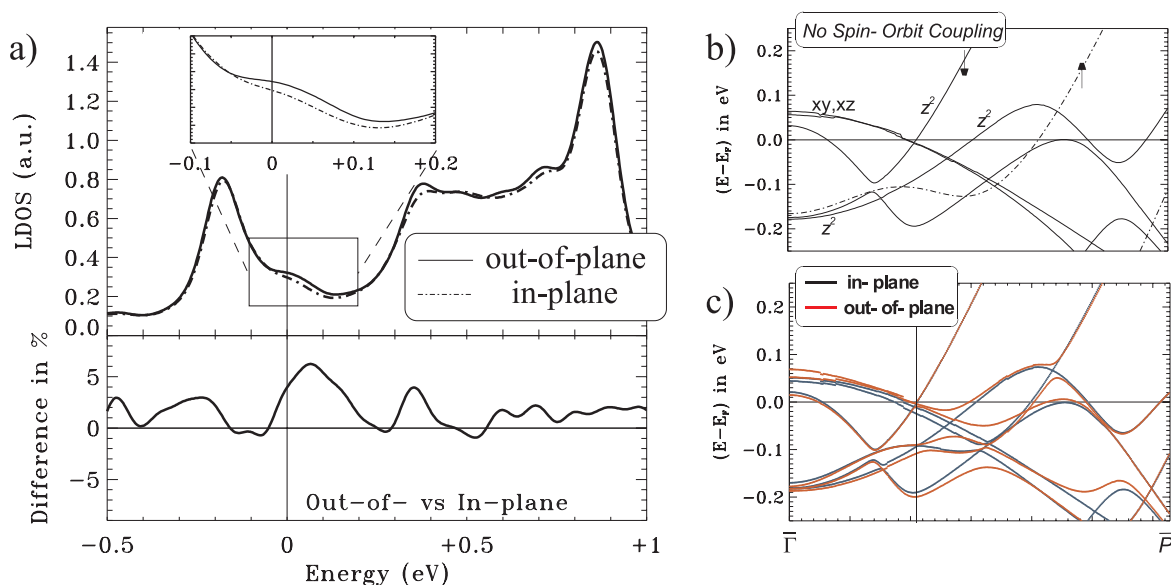 a)
LDOS (a.u.)
1.4
1.2
1.0
0.8
0.6
0.4
0.2
0.0
−0.1
0
+0.1
+0.2
out-of-plane
in-plane
Difference in %
5
0
−5
Out−of− vs In−plane
−0.5
0
+0.5
+1
Energy (eV)
b)
No Spin- Orbit Coupling
(E−E_F) in eV
0.2
0.1
0.0
−0.1
−0.2
xy,xz
z²
z²
z²
c)
in- plane
out- of- plane
(E−E_F) in eV
0.2
0.1
0.0
−0.1
−0.2
Γ̅
P̅